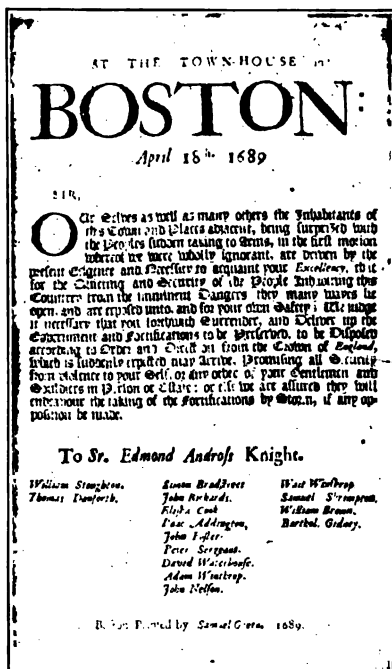 AT THE TOWN-HOUSE in
BOSTON:
April 18th. 1689
SIR,
OUr Selves as well as many others the Inhabitants of
this Town and Places adjacent, being surprized with
the Peoples sudden taking to Arms, in the first motion
whereof we were wholly ignorant, are driven by the
present Exigence and Necessity to acquaint your Excellency, that
for the Quieting and Security of the People Inhabiting this
Countrey from the imminent Dangers they many wayes lie
open, and are exposed unto, and for your own Safety; We judge
it necessary that you forthwith Surrender, and Deliver up the
Government and Fortifications to be Preserved, to be Disposed
according to Order and Direction from the Crown of England,
which is suddenly expected may Arrive. Promising all Security
from violence to your Self, or any other of your Gentlemen and
Souldiers in Person or Estate: or else we are assured they will
endeavour the taking of the Fortifications by Storm, if any op-
position be made.
To Sr. Edmond Andross Knight.
William Stoughton.
Thomas Danforth.
Simon Bradstreet
John Richards.
Elisha Cook
Isaac Addington,
John Foster.
Peter Sergeant.
David Waterhouse.
Adam Winthrop.
John Nelson.
Wait Winthrop
Samuel Shrimpton,
William Brown.
Barthol. Gidney.
Boston Printed by Samuel Green. 1689.